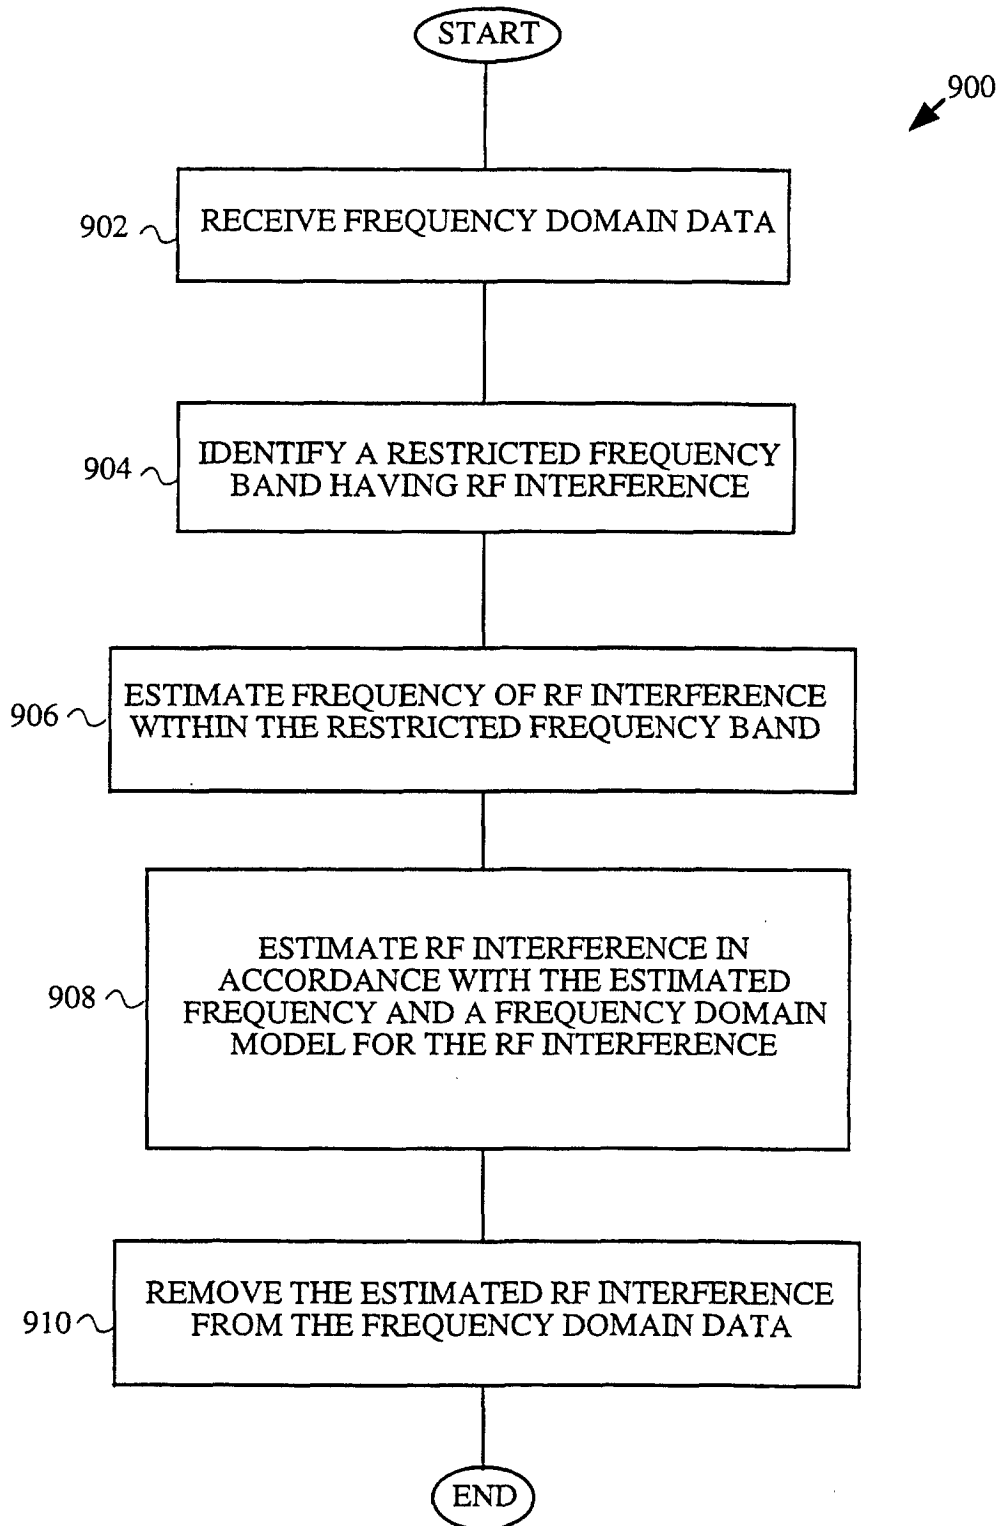 START
900
902
RECEIVE FREQUENCY DOMAIN DATA
904
IDENTIFY A RESTRICTED FREQUENCY
BAND HAVING RF INTERFERENCE
906
ESTIMATE FREQUENCY OF RF INTERFERENCE
WITHIN THE RESTRICTED FREQUENCY BAND
908
ESTIMATE RF INTERFERENCE IN
ACCORDANCE WITH THE ESTIMATED
FREQUENCY AND A FREQUENCY DOMAIN
MODEL FOR THE RF INTERFERENCE
910
REMOVE THE ESTIMATED RF INTERFERENCE
FROM THE FREQUENCY DOMAIN DATA
END